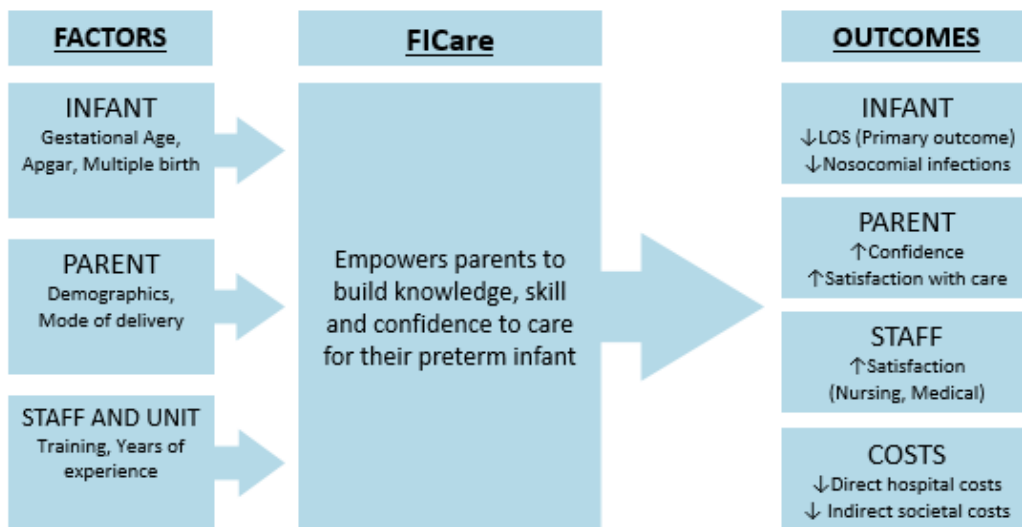 FACTORS
INFANT
Gestational Age,
Apgar, Multiple birth
PARENT
Demographics,
Mode of delivery
STAFF AND UNIT
Training, Years of
experience
FICare
Empowers parents to
build knowledge, skill
and confidence to care
for their preterm infant
OUTCOMES
INFANT
↓LOS (Primary outcome)
↓Nosocomial infections
PARENT
↑Confidence
↑Satisfaction with care
STAFF
↑Satisfaction
(Nursing, Medical)
COSTS
↓Direct hospital costs
↓ Indirect societal costs